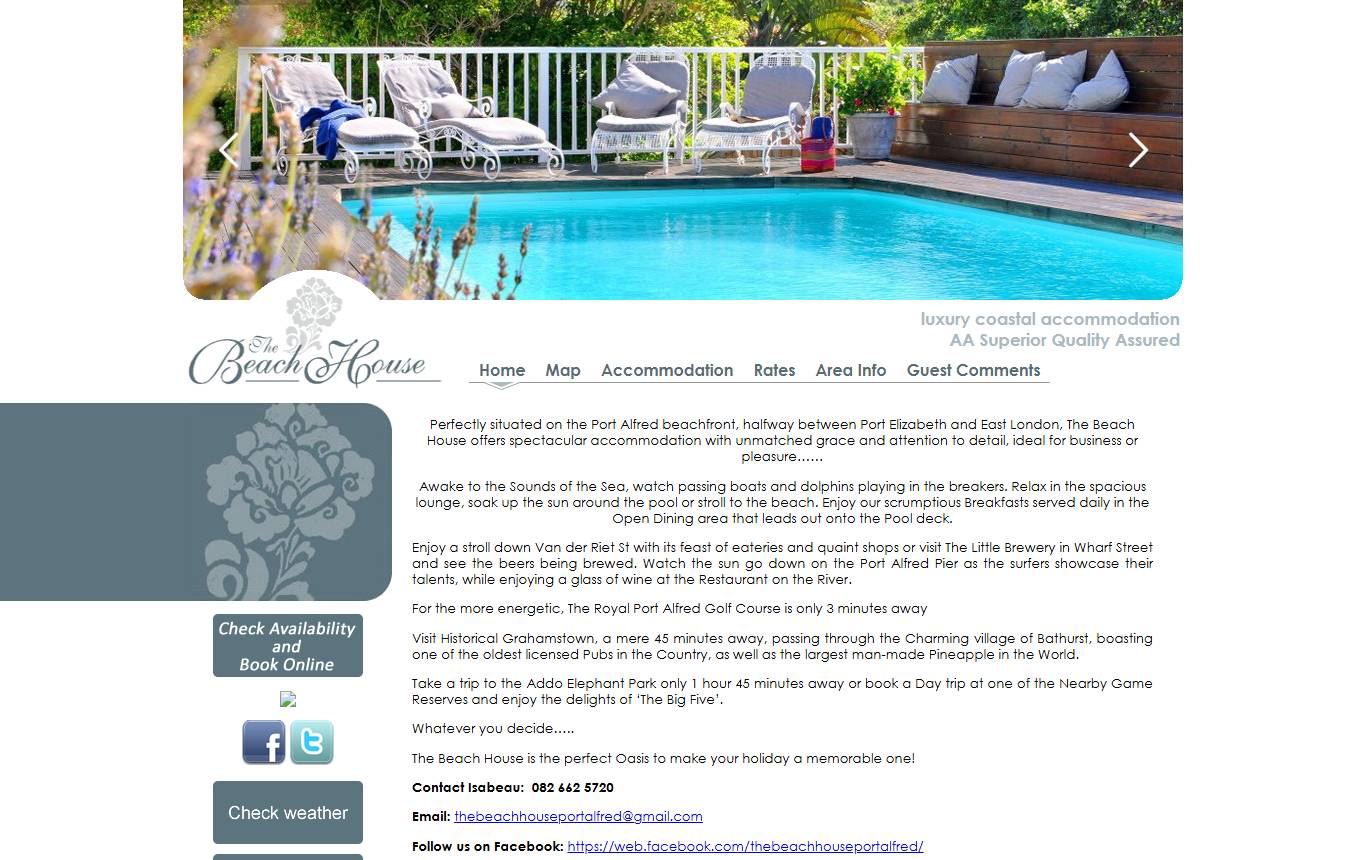 luxury coastal accommodation
AA Superior Quality Assured
The
Beach House
Home Map Accommodation Rates Area Info Guest Comments
Perfectly situated on the Port Alfred beachfront, halfway between Port Elizabeth and East London, The Beach
House offers spectacular accommodation with unmatched grace and attention to detail, ideal for business or
pleasure……
Awake to the Sounds of the Sea, watch passing boats and dolphins playing in the breakers. Relax in the spacious
lounge, soak up the sun around the pool or stroll to the beach. Enjoy our scrumptious Breakfasts served daily in the
Open Dining area that leads out onto the Pool deck.
Enjoy a stroll down Van der Riet St with its feast of eateries and quaint shops or visit The Little Brewery in Wharf Street
and see the beers being brewed. Watch the sun go down on the Port Alfred Pier as the surfers showcase their
talents, while enjoying a glass of wine at the Restaurant on the River.
For the more energetic, The Royal Port Alfred Golf Course is only 3 minutes away
Visit Historical Grahamstown, a mere 45 minutes away, passing through the Charming village of Bathurst, boasting
one of the oldest licensed Pubs in the Country, as well as the largest man-made Pineapple in the World.
Take a trip to the Addo Elephant Park only 1 hour 45 minutes away or book a Day trip at one of the Nearby Game
Reserves and enjoy the delights of ‘The Big Five’.
Whatever you decide…..
The Beach House is the perfect Oasis to make your holiday a memorable one!
Contact Isabeau: 082 662 5720
Email: thebeachhouseportalfred@gmail.com
Follow us on Facebook: https://web.facebook.com/thebeachhouseportalfred/
Check Availability
and
Book Online
f t
Check weather